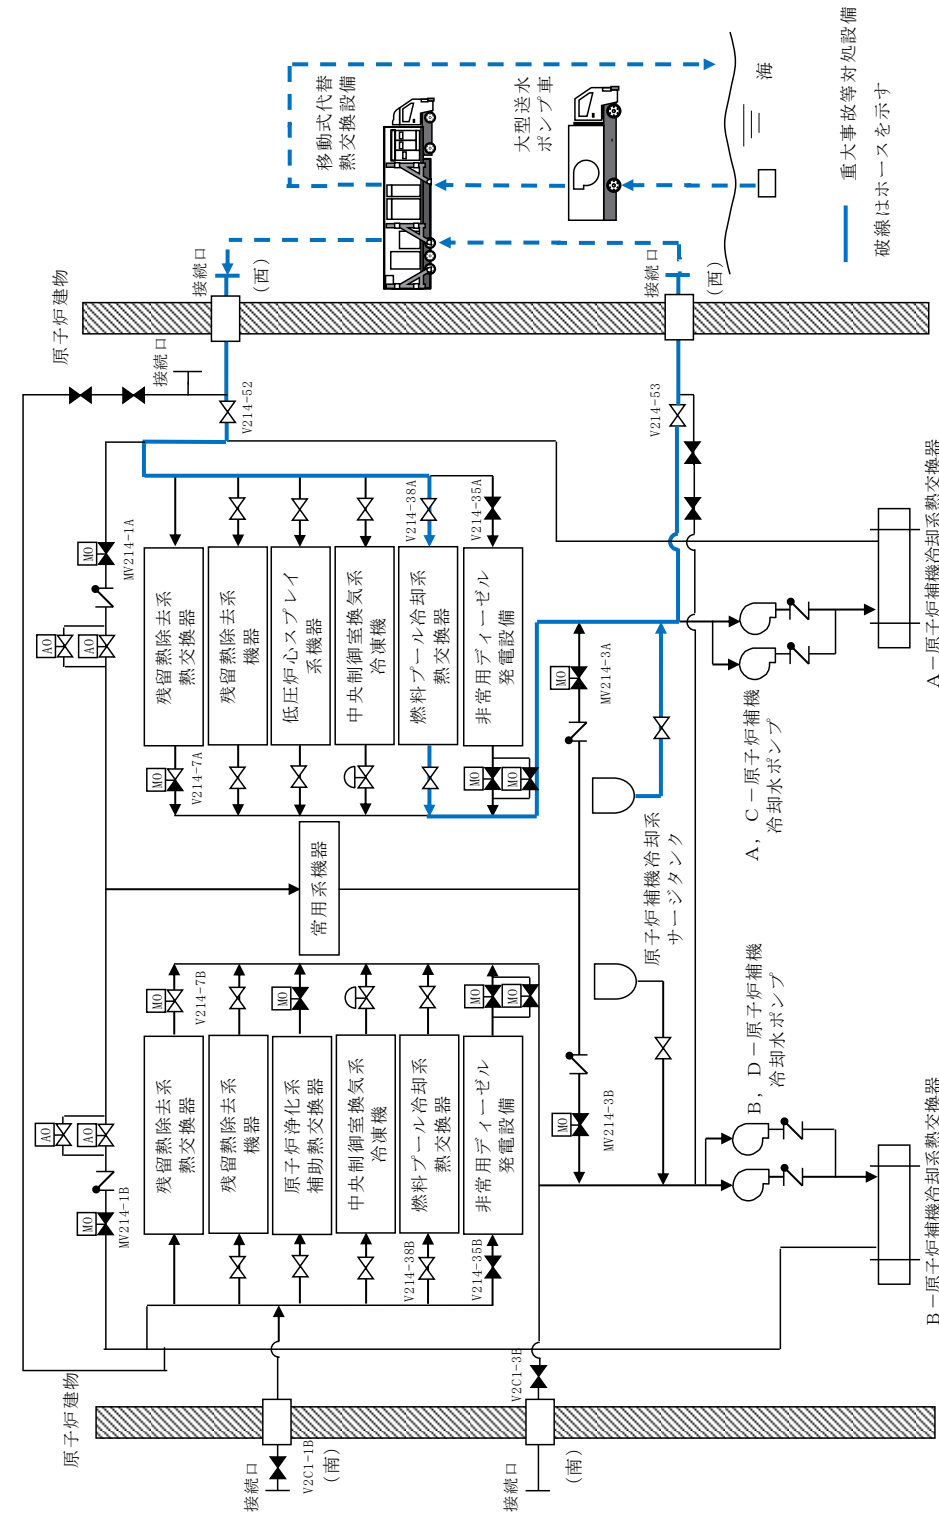 原子炉建物
接続口
(南)
V2C1-1B
接続口
(南)
V2C1-3B
MO
MV214-1B
AO
AO
残留熱除去系
熱交換器
残留熱除去系
機器
原子炉浄化系
補助熱交換器
中央制御室換気系
冷凍機
燃料プール冷却系
熱交換器
非常用ディーゼル
発電設備
V214-38B
V214-35B
MO
V214-7B
MO
MO
MO
常用系機器
MO
MV214-3B
原子炉補機冷却系
サージタンク
B, D－原子炉補機
冷却水ポンプ
B－原子炉補機冷却系熱交換器
AO
AO
MO
MV214-1A
残留熱除去系
熱交換器
残留熱除去系
機器
低圧炉心スプレイ
系機器
中央制御室換気系
冷凍機
燃料プール冷却系
熱交換器
非常用ディーゼル
発電設備
MO
V214-7A
MO
MO
V214-38A
V214-35A
MO
MV214-3A
A, C－原子炉補機
冷却水ポンプ
A－原子炉補機冷却系熱交換器
原子炉建物
接続口
V214-52
V214-53
接続口
(西)
接続口
(西)
移動式代替
熱交換設備
大型送水
ポンプ車
海
重大事故等対処設備
破線はホースを示す